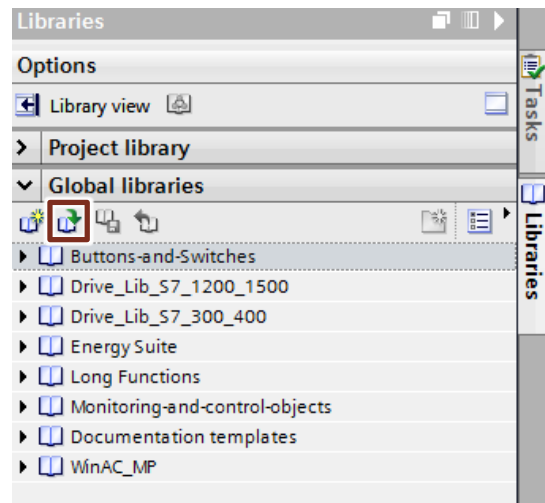 Libraries
Options
Library view
Project library
Global libraries
Buttons-and-Switches
Drive_Lib_S7_1200_1500
Drive_Lib_S7_300_400
Energy Suite
Long Functions
Monitoring-and-control-objects
Documentation templates
WinAC_MP
Tasks
Libraries